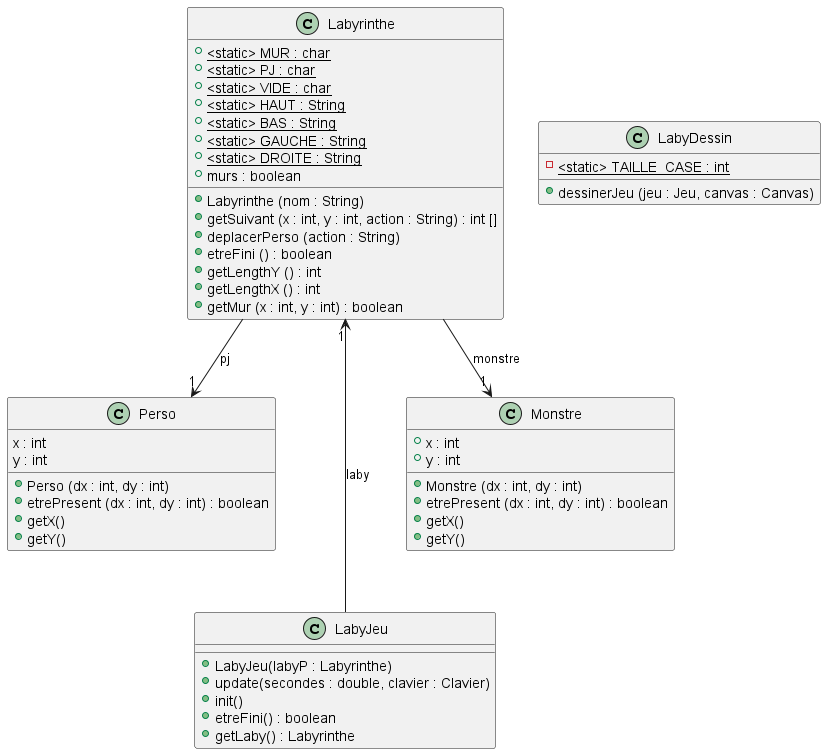 C Labyrinthe
<static> MUR : char
<static> PJ : char
<static> VIDE : char
<static> HAUT : String
<static> BAS : String
<static> GAUCHE : String
<static> DROITE : String
murs : boolean
Labyrinthe (nom : String)
getSuivant (x : int, y : int, action : String) : int []
deplacerPerso (action : String)
etreFini () : boolean
getLengthY () : int
getLengthX () : int
getMur (x : int, y : int) : boolean
C LabyDessin
<static> TAILLE_CASE : int
dessinerJeu (jeu : Jeu, canvas : Canvas)
1
pj
monstre
1
1
C Perso
x : int
y : int
Perso (dx : int, dy : int)
etrePresent (dx : int, dy : int) : boolean
getX()
getY()
laby
C Monstre
x : int
y : int
Monstre (dx : int, dy : int)
etrePresent (dx : int, dy : int) : boolean
getX()
getY()
C LabyJeu
LabyJeu(labyP : Labyrinthe)
update(secondes : double, clavier : Clavier)
init()
etreFini() : boolean
getLaby() : Labyrinthe